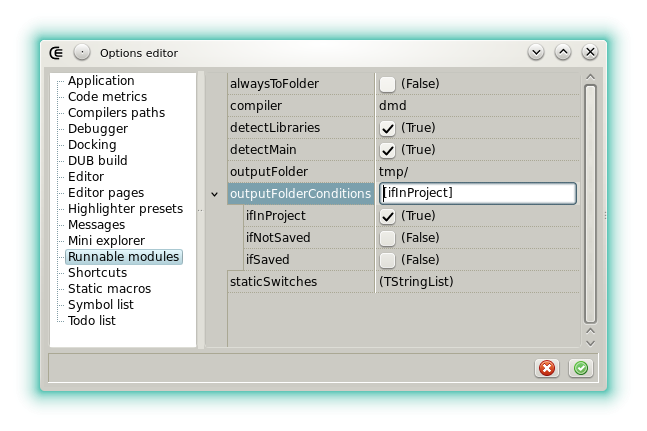 Options editor
Application
Code metrics
Compilers paths
Debugger
Docking
DUB build
Editor
Editor pages
Highlighter presets
Messages
Mini explorer
Runnable modules
Shortcuts
Static macros
Symbol list
Todo list
alwaysToFolder (False)
compiler dmd
detectLibraries (True)
detectMain (True)
outputFolder tmp/
outputFolderConditions [ifInProject]
ifInProject (True)
ifNotSaved (False)
ifSaved (False)
staticSwitches (TStringList)